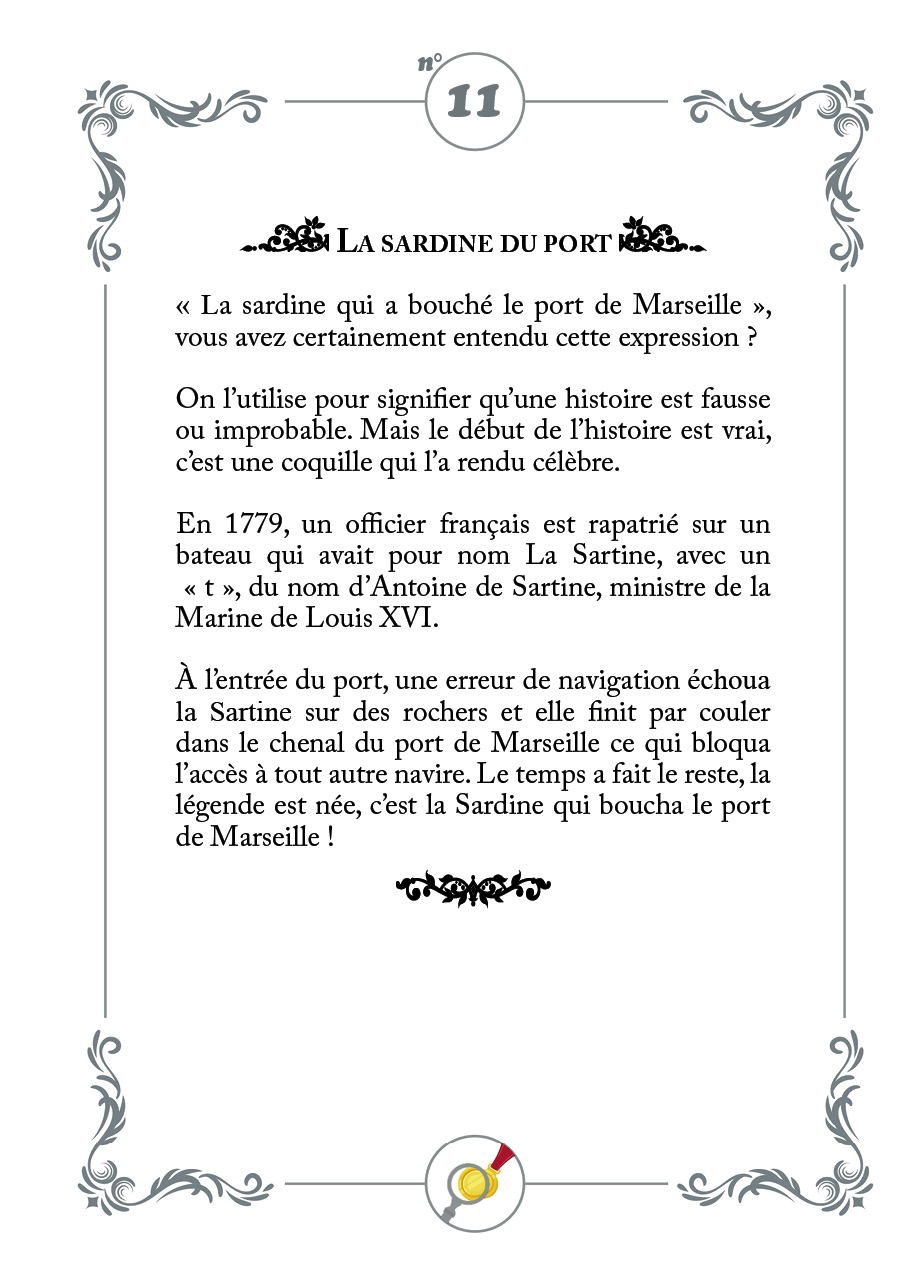 n°
11
La sardine du port
« La sardine qui a bouché le port de Marseille »,
vous avez certainement entendu cette expression ?
On l’utilise pour signifier qu’une histoire est fausse
ou improbable. Mais le début de l’histoire est vrai,
c’est une coquille qui l’a rendu célèbre.
En 1779, un officier français est rapatrié sur un
bateau qui avait pour nom La Sartine, avec un
« t », du nom d’Antoine de Sartine, ministre de la
Marine de Louis XVI.
À l’entrée du port, une erreur de navigation échoua
la Sartine sur des rochers et elle finit par couler
dans le chenal du port de Marseille ce qui bloqua
l’accès à tout autre navire. Le temps a fait le reste, la
légende est née, c’est la Sardine qui boucha le port
de Marseille !